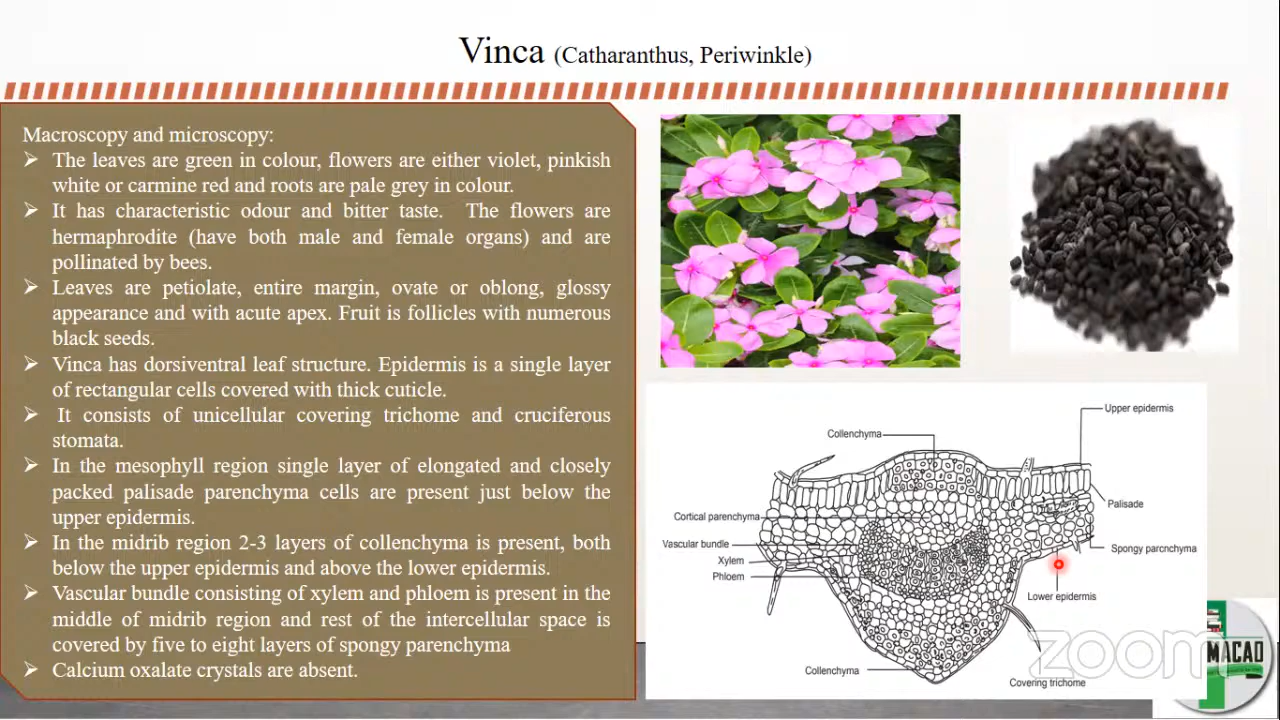 Vinca (Catharanthus, Periwinkle)
Macroscopy and microscopy:
➢ The leaves are green in colour, flowers are either violet, pinkish
white or carmine red and roots are pale grey in colour.
➢ It has characteristic odour and bitter taste. The flowers are
hermaphrodite (have both male and female organs) and are
pollinated by bees.
➢ Leaves are petiolate, entire margin, ovate or oblong, glossy
appearance and with acute apex. Fruit is follicles with numerous
black seeds.
➢ Vinca has dorsiventral leaf structure. Epidermis is a single layer
of rectangular cells covered with thick cuticle.
➢ It consists of unicellular covering trichome and cruciferous
stomata.
➢ In the mesophyll region single layer of elongated and closely
packed palisade parenchyma cells are present just below the
upper epidermis.
➢ In the midrib region 2-3 layers of collenchyma is present, both
below the upper epidermis and above the lower epidermis.
➢ Vascular bundle consisting of xylem and phloem is present in the
middle of midrib region and rest of the intercellular space is
covered by five to eight layers of spongy parenchyma
➢ Calcium oxalate crystals are absent.
Upper epidermis
Collenchyma
Palisade
Cortical parenchyma
Vascular bundle
Spongy parcnchyma
Xylem
Phloem
Lower epidermis
Collenchyma
Covering trichome
zoom
MACAD